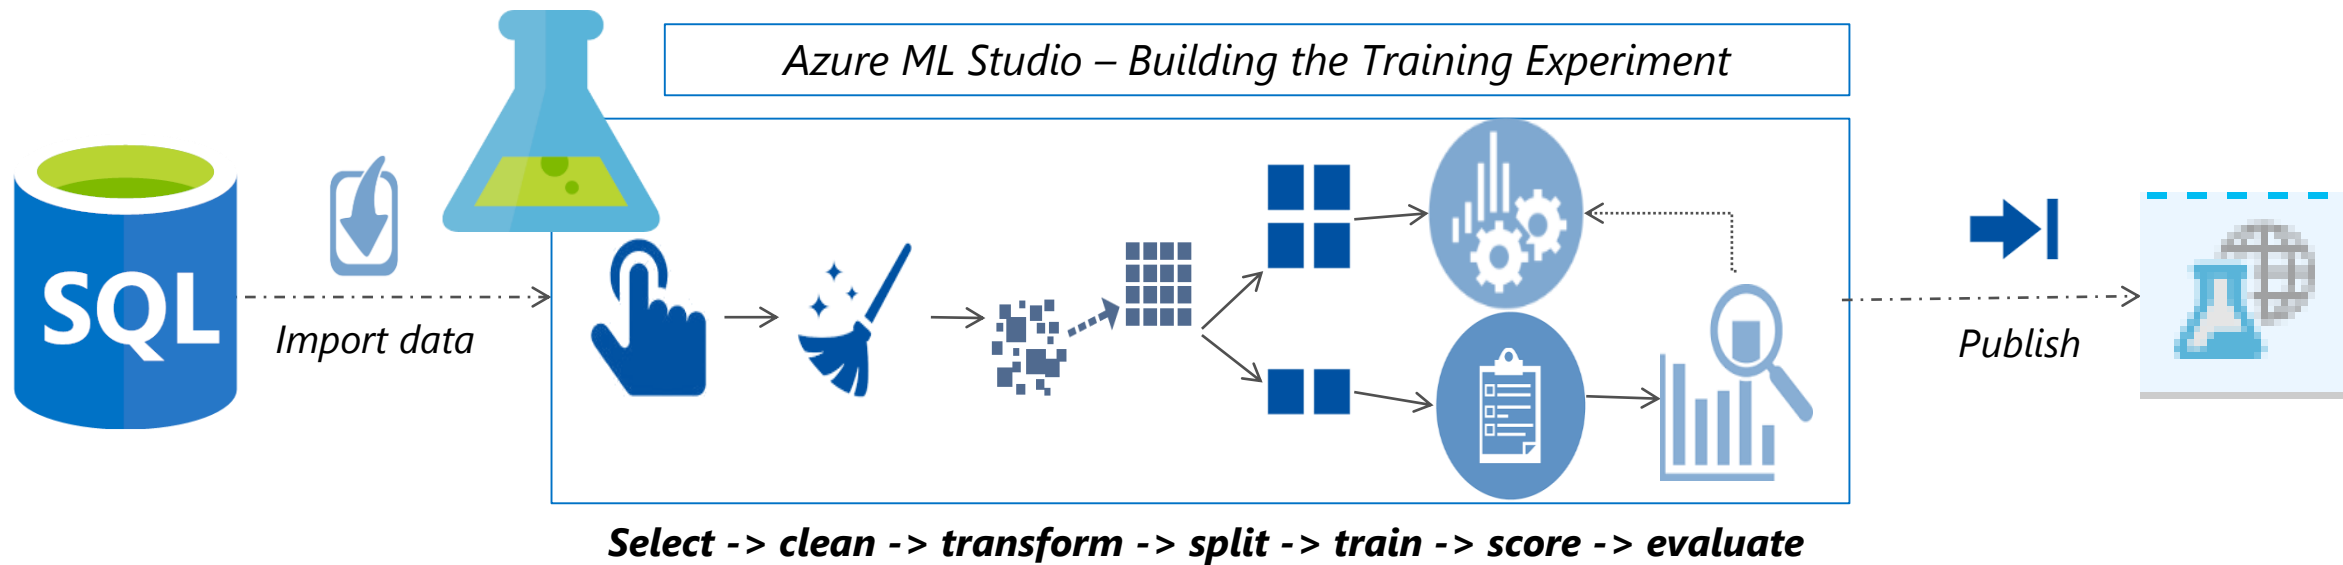 Azure ML Studio – Building the Training Experiment
SQL
Import data
Publish
Select -> clean -> transform -> split -> train -> score -> evaluate